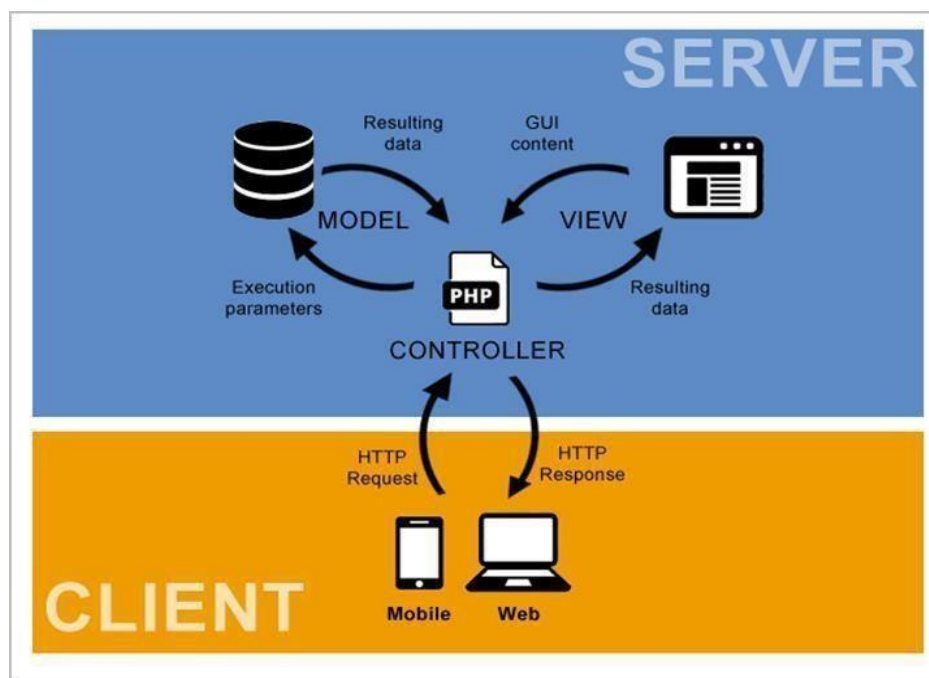 SERVER
Resulting
data
GUI
content
MODEL
VIEW
Execution
parameters
PHP
Resulting
data
CONTROLLER
HTTP
Request
HTTP
Response
CLIENT
Mobile
Web